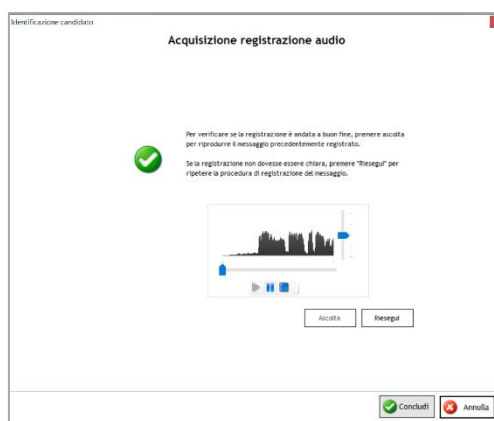 Identificazione candidato
Acquisizione registrazione audio
Per verificare se la registrazione è andata a buon fine, premere ascolta
per riprodurre il messaggio precedentemente registrato.
Se la registrazione non dovesse essere chiara, premere "Riesegui" per
ripetere la procedura di registrazione del messaggio.
Ascolta
Riesegui
Concludi
Annulla